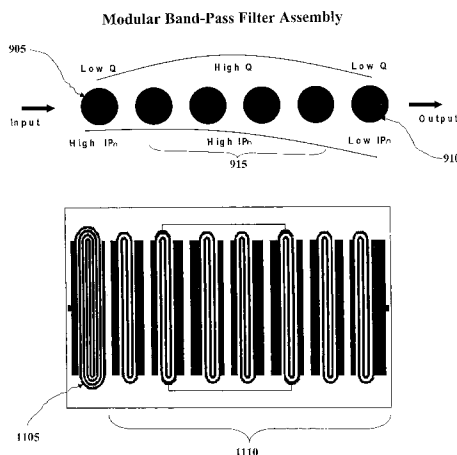 Modular Band-Pass Filter Assembly
905
Low Q
High Q
Low Q
Input
Output
High IPn
High IPn
Low IPn
915
910
1105
1110